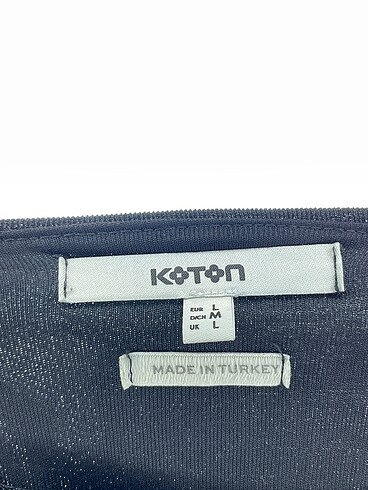 KOTON
EUR L
D/CH M
UK L
MADE IN TURKEY